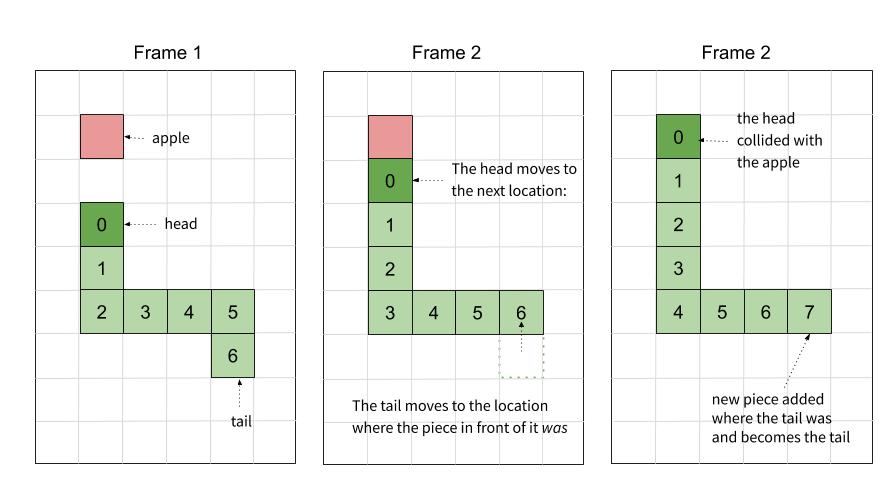 Frame 1
apple
0
head
1
2 3 4 5
6
tail
Frame 2
0
The head moves to
the next location:
1
2
3 4 5 6
The tail moves to the location
where the piece in front of it was
Frame 2
0
the head
collided with
the apple
1
2
3
4 5 6 7
new piece added
where the tail was
and becomes the tail